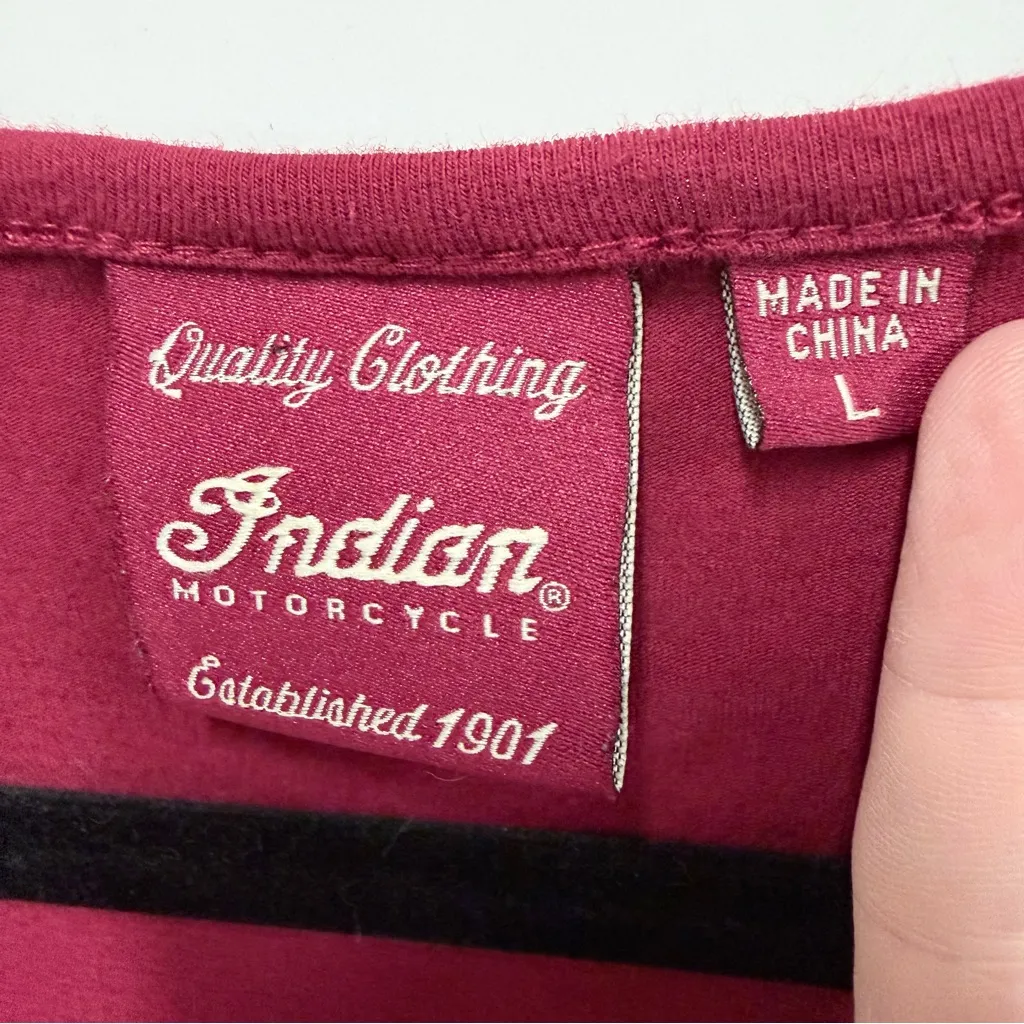 Quality Clothing
Indian®
MOTORCYCLE
Established 1901
MADE IN
CHINA
L